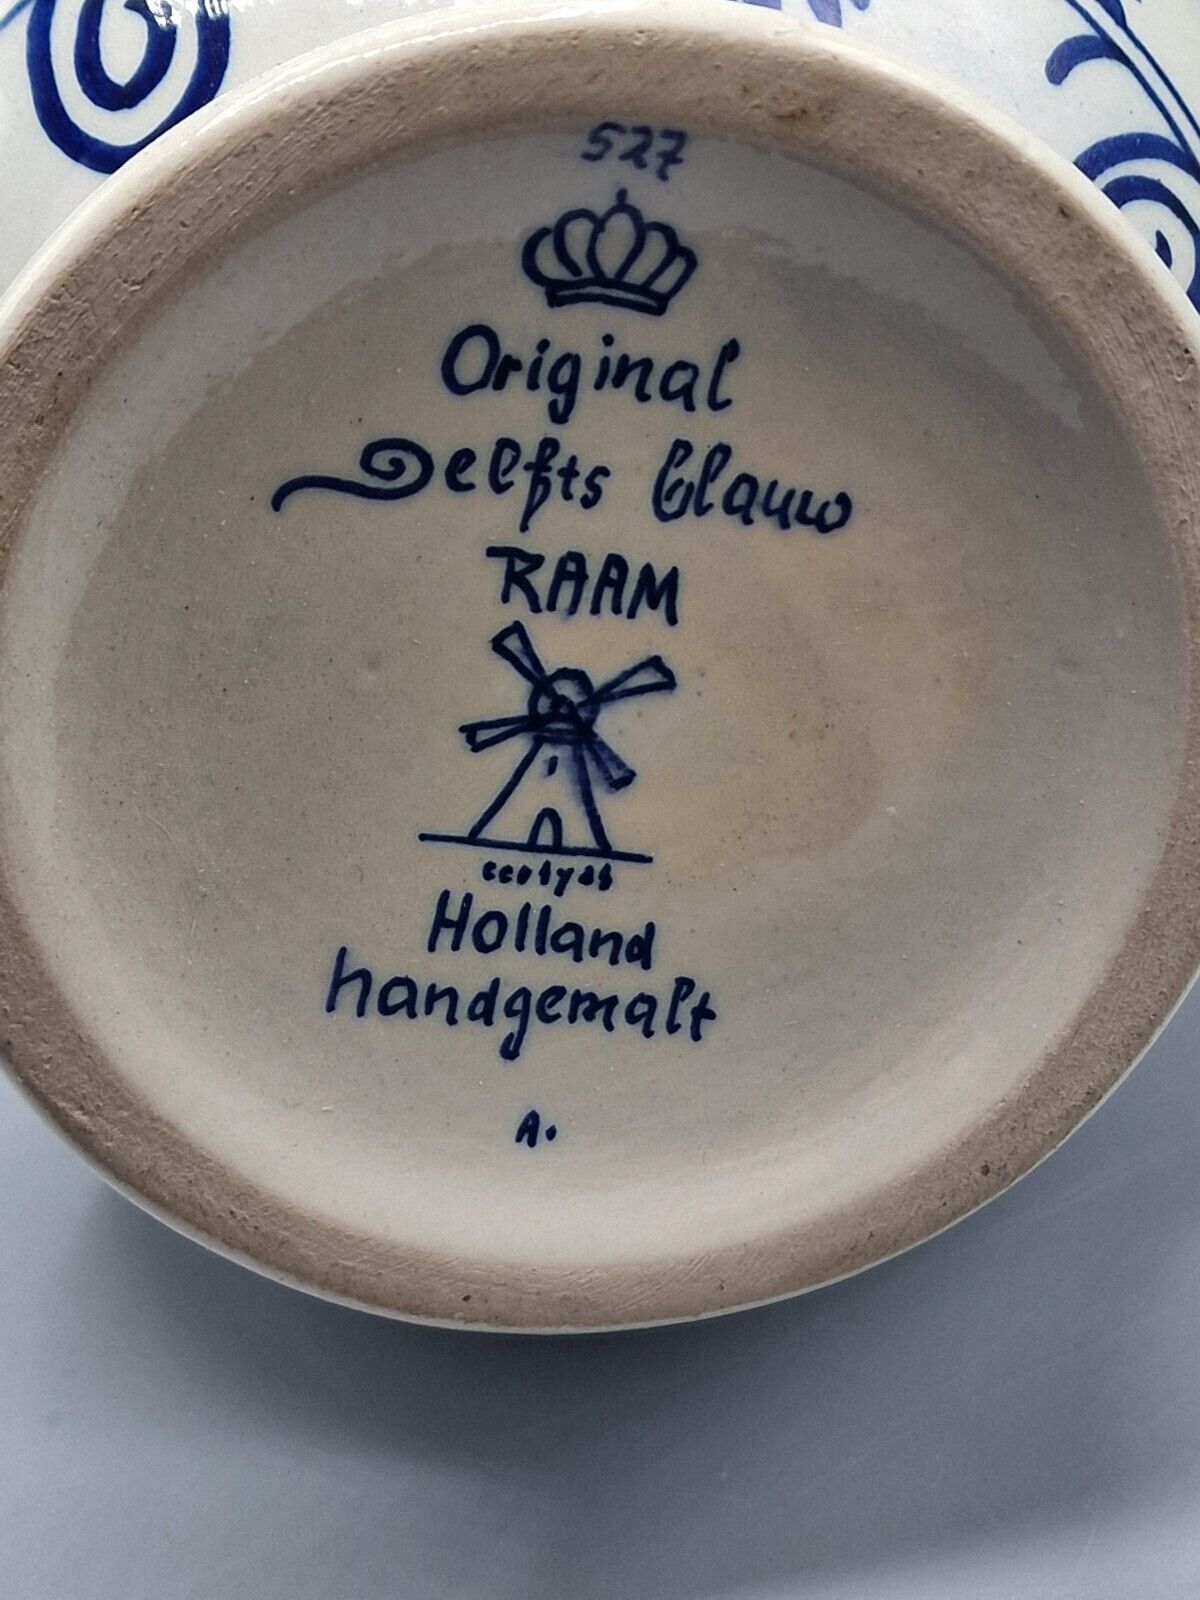 527
Original
Delfts blauw
RAAM
Holland
handgemalt
A.